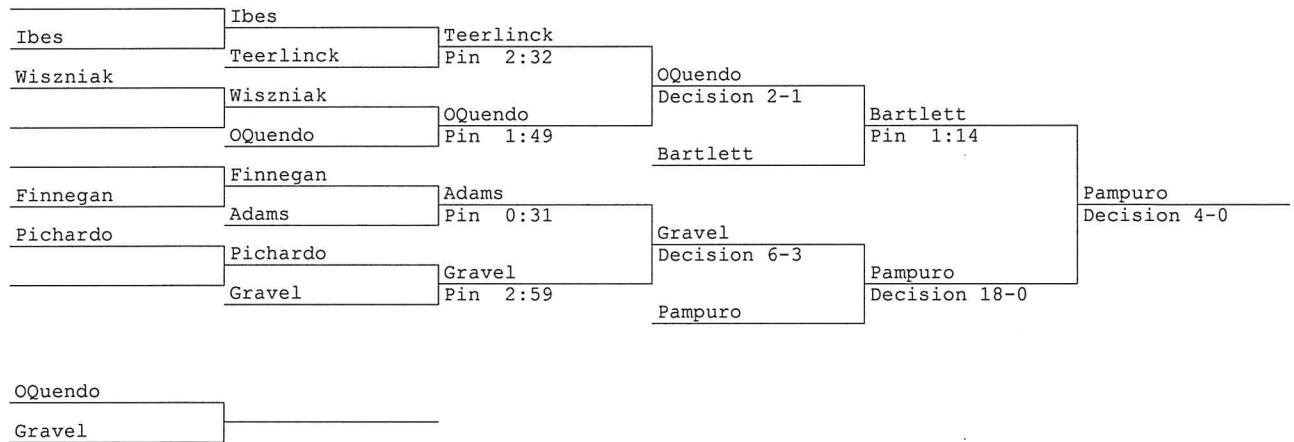 Ibes
Ibes
Teerlinck
Teerlinck
Pin 2:32
Wiszniak
OQuendo
Decision 2-1
Wiszniak
OQuendo
Bartlett
OQuendo
Pin 1:49
Pin 1:14
Bartlett
Finnegan
Finnegan
Adams
Pampuro
Adams
Pin 0:31
Decision 4-0
Pichardo
Gravel
Pichardo
Decision 6-3
Gravel
Pampuro
Gravel
Pin 2:59
Decision 18-0
Pampuro
OQuendo
Gravel